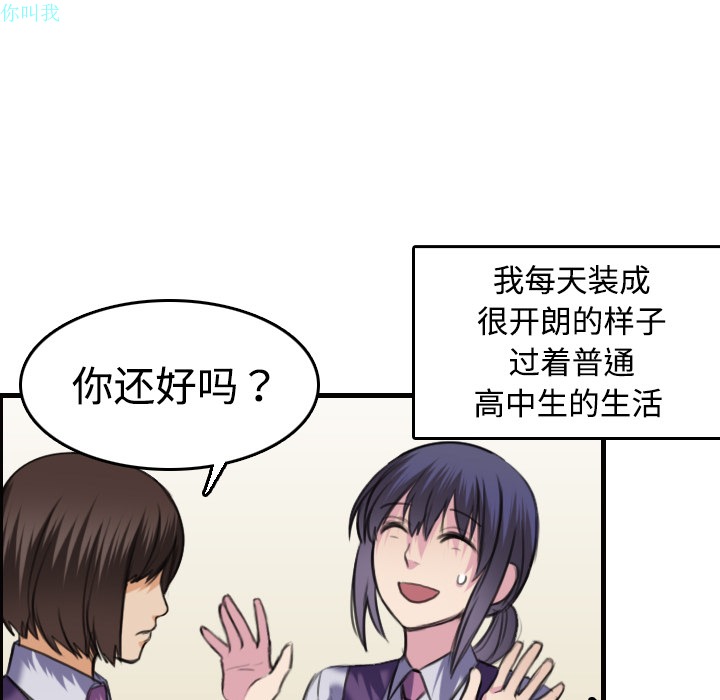 你叫我
我每天装成
很开朗的样子
过着普通
高中生的生活
你还好吗？